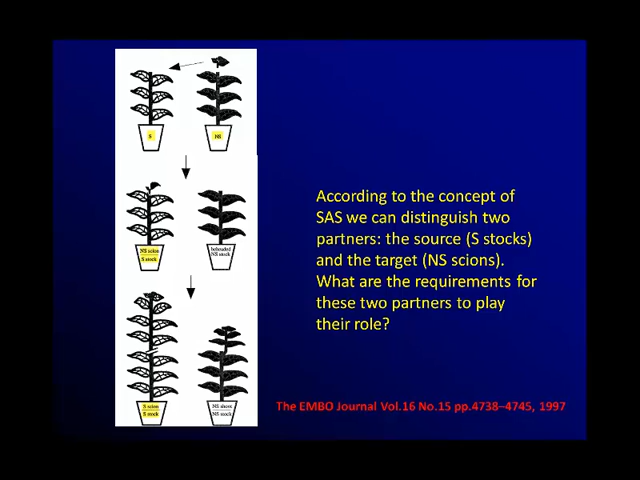 S
NS
NS scion
S stock
beheaded
NS stock
S scion
S stock
NS shoot
NS stock
According to the concept of
SAS we can distinguish two
partners: the source (S stocks)
and the target (NS scions).
What are the requirements for
these two partners to play
their role?
The EMBO Journal Vol.16 No.15 pp.4738–4745, 1997